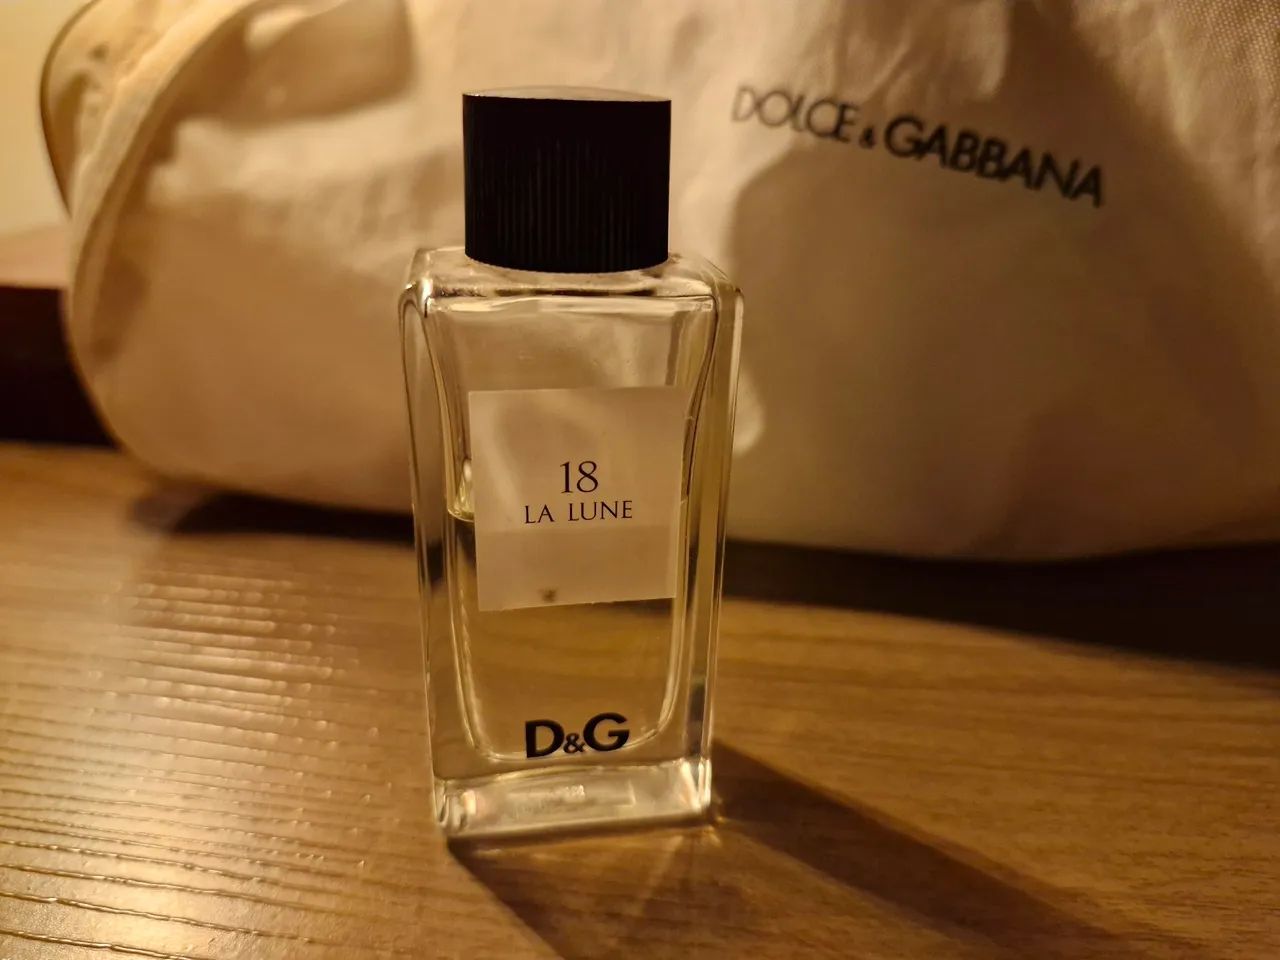 DOLCE & GABBANA
18
LA LUNE
D&G